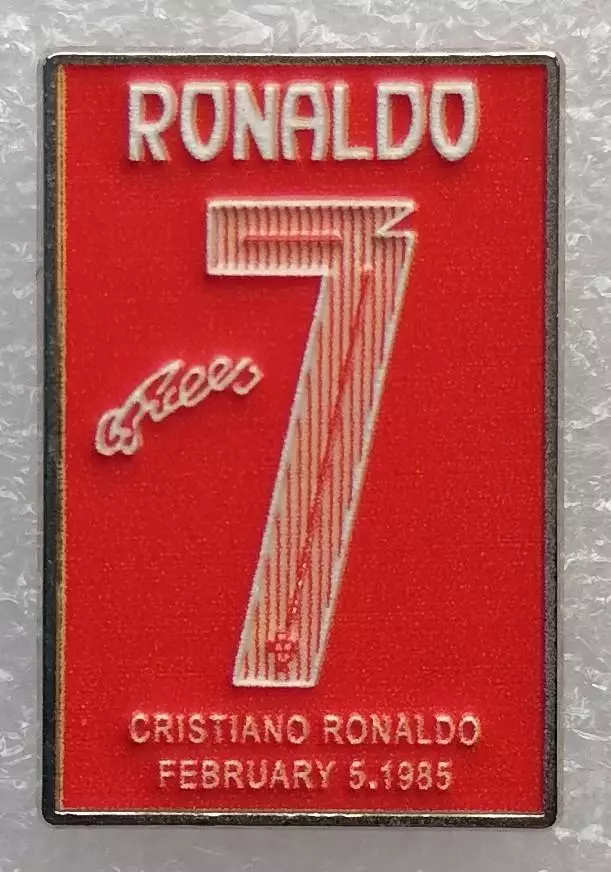 RONALDO
7
CRISTIANO RONALDO
FEBRUARY 5.1985